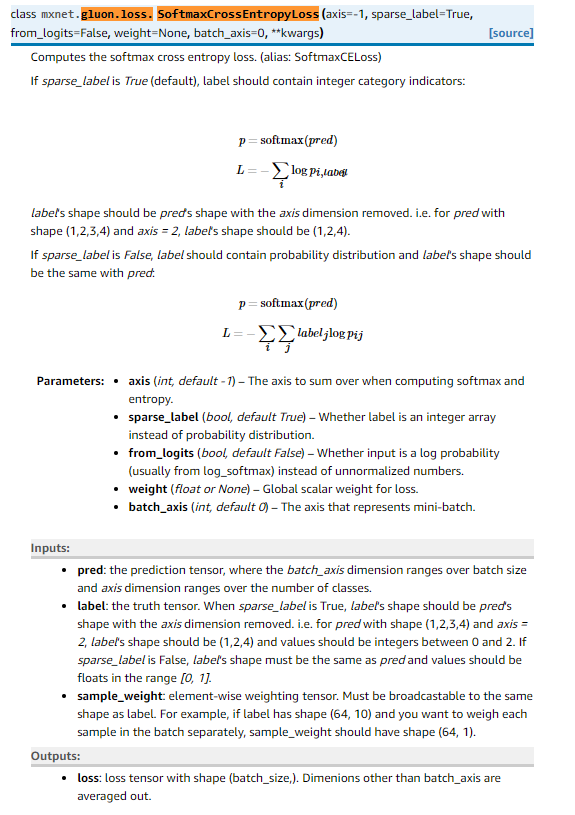 class mxnet.gluon.loss. SoftmaxCrossEntropyLoss (axis=-1, sparse_label=True,
from_logits=False, weight=None, batch_axis=0, **kwargs) [source]
Computes the softmax cross entropy loss. (alias: SoftmaxCELoss)
If sparse_label is True (default), label should contain integer category indicators:
p = softmax(pred)
L = − ∑_i log p_{i,label_i}
label's shape should be pred's shape with the axis dimension removed. i.e. for pred with
shape (1,2,3,4) and axis = 2, label's shape should be (1,2,4).
If sparse_label is False, label should contain probability distribution and label's shape should
be the same with pred:
p = softmax(pred)
L = − ∑_i ∑_j label_j log p_{ij}
Parameters: • axis (int, default -1) – The axis to sum over when computing softmax and
entropy.
• sparse_label (bool, default True) – Whether label is an integer array
instead of probability distribution.
• from_logits (bool, default False) – Whether input is a log probability
(usually from log_softmax) instead of unnormalized numbers.
• weight (float or None) – Global scalar weight for loss.
• batch_axis (int, default 0) – The axis that represents mini-batch.
Inputs:
• pred: the prediction tensor, where the batch_axis dimension ranges over batch size
and axis dimension ranges over the number of classes.
• label: the truth tensor. When sparse_label is True, label's shape should be pred's
shape with the axis dimension removed. i.e. for pred with shape (1,2,3,4) and axis =
2, label's shape should be (1,2,4) and values should be integers between 0 and 2. If
sparse_label is False, label's shape must be the same as pred and values should be
floats in the range [0, 1].
• sample_weight: element-wise weighting tensor. Must be broadcastable to the same
shape as label. For example, if label has shape (64, 10) and you want to weigh each
sample in the batch separately, sample_weight should have shape (64, 1).
Outputs:
• loss: loss tensor with shape (batch_size,). Dimenions other than batch_axis are
averaged out.